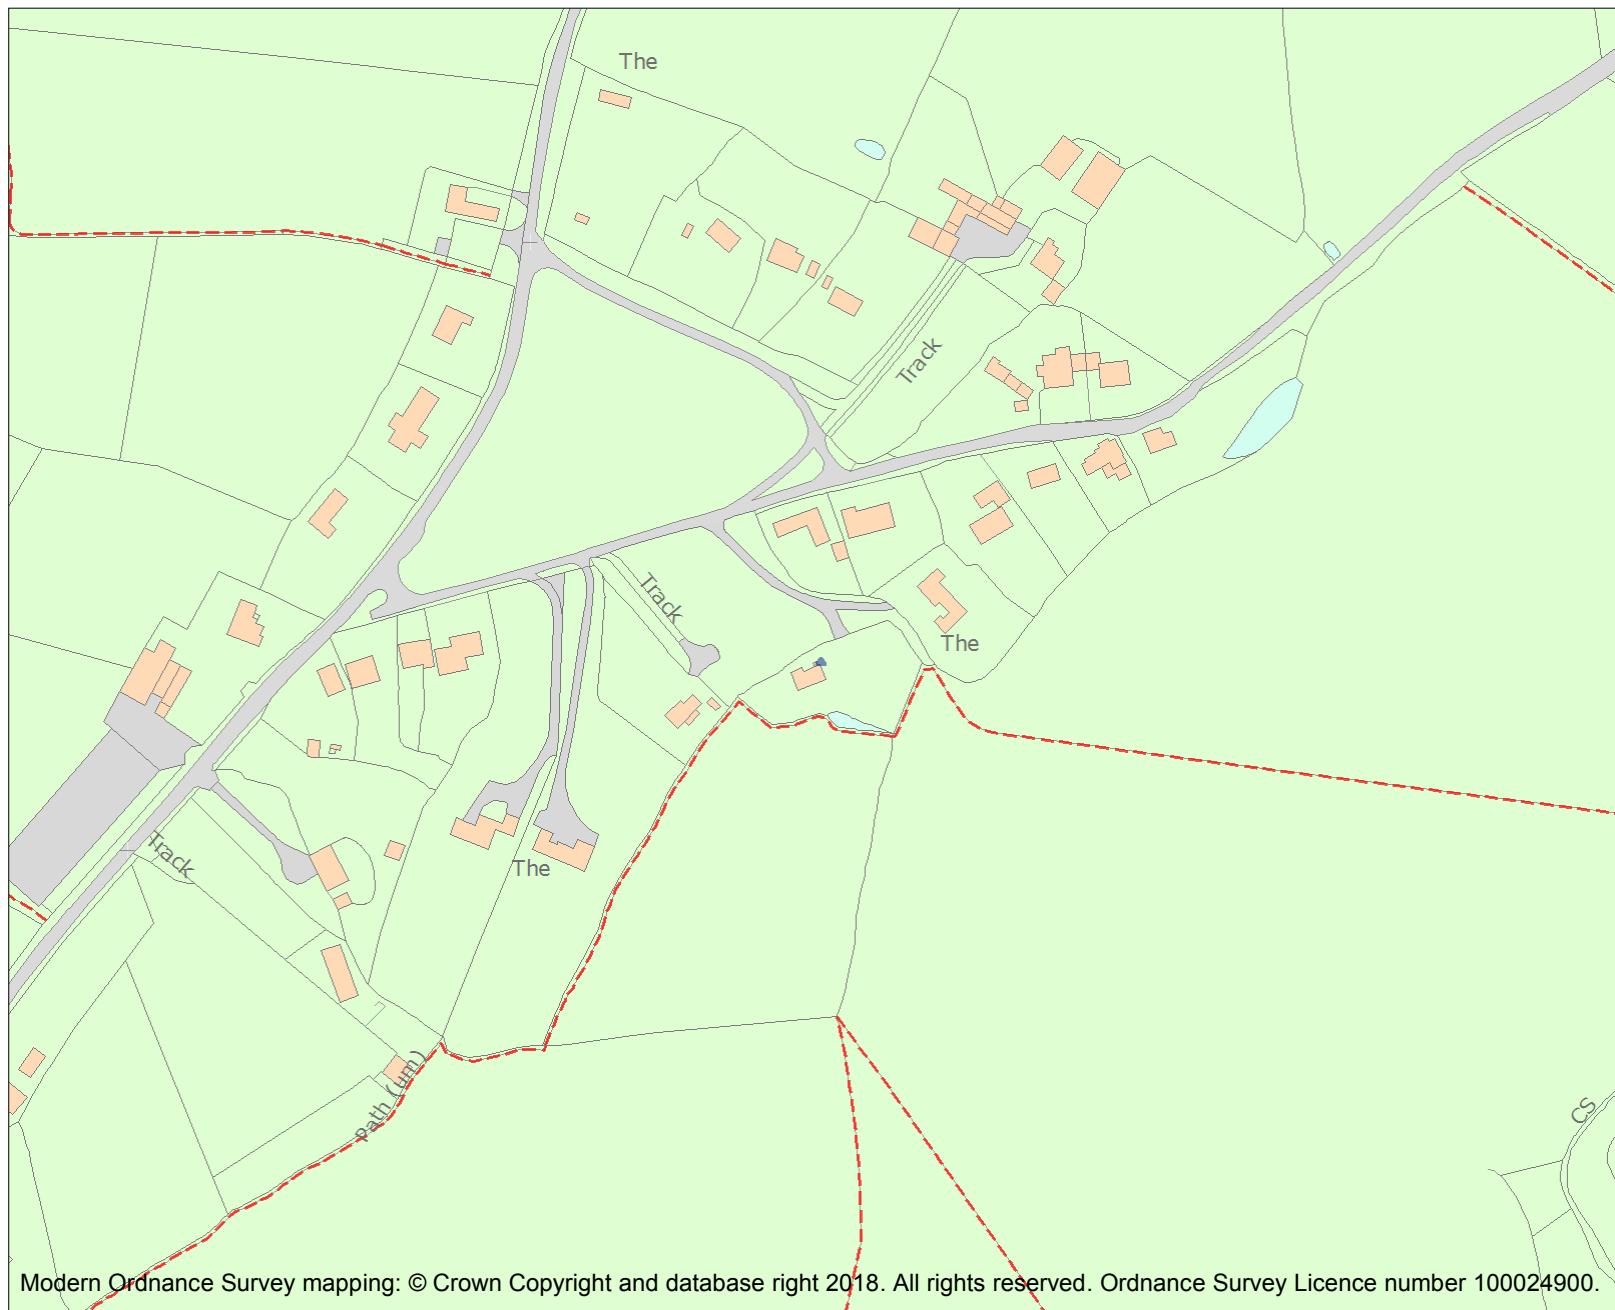 The
Track
Track
The
Track
The
Path (um)
CS
Modern Ordnance Survey mapping: © Crown Copyright and database right 2018. All rights reserved. Ordnance Survey Licence number 100024900.